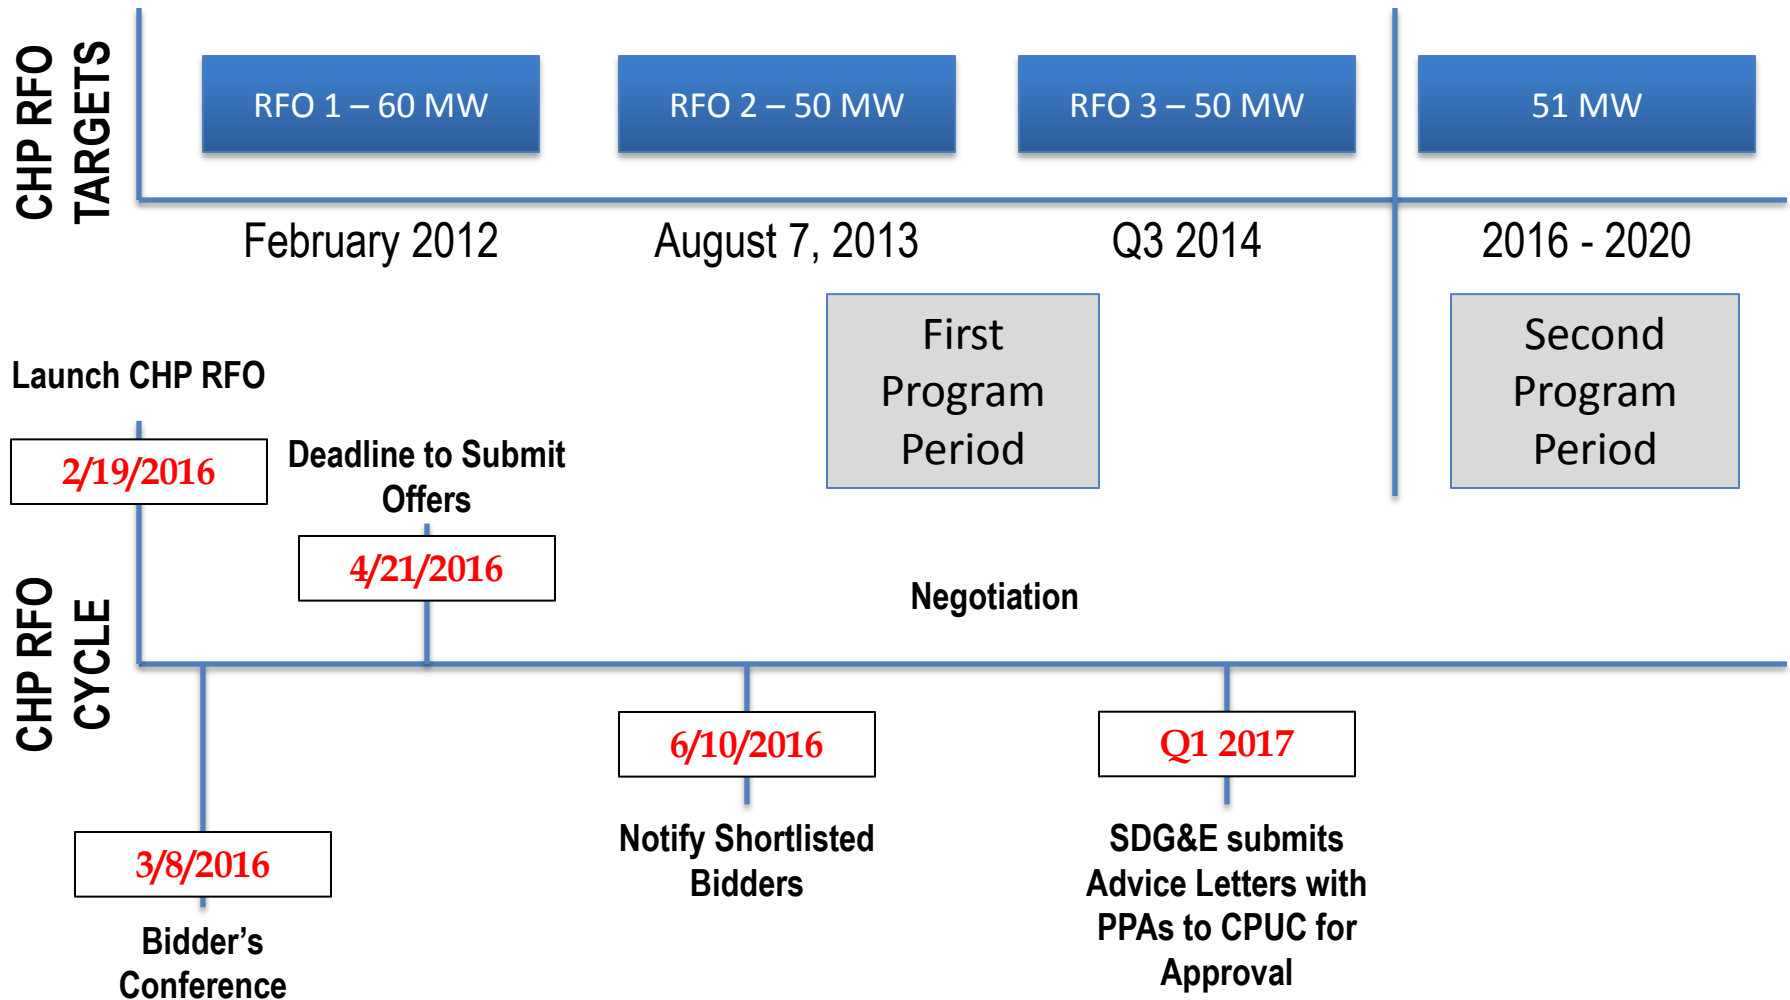 CHP RFO
TARGETS
RFO 1 – 60 MW
RFO 2 – 50 MW
RFO 3 – 50 MW
51 MW
February 2012
August 7, 2013
Q3 2014
2016 - 2020
First
Program
Period
Second
Program
Period
CHP RFO
CYCLE
Launch CHP RFO
2/19/2016
Deadline to Submit
Offers
4/21/2016
Negotiation
6/10/2016
Notify Shortlisted
Bidders
Q1 2017
SDG&E submits
Advice Letters with
PPAs to CPUC for
Approval
3/8/2016
Bidder’s
Conference